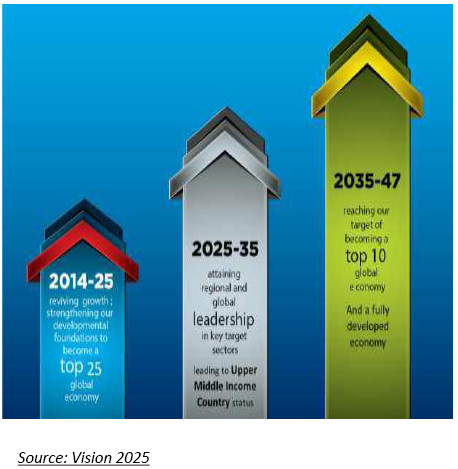 2014-25
reviving growth;
strengthening our
developmental
foundations to
become a
top 25
global
economy
2025-35
attaining
regional and
global
leadership
in key target
sectors
leading to Upper
Middle Income
Country status
2035-47
reaching our
target of
becoming a
top 10
global
economy
And a fully
developed
economy
Source: Vision 2025